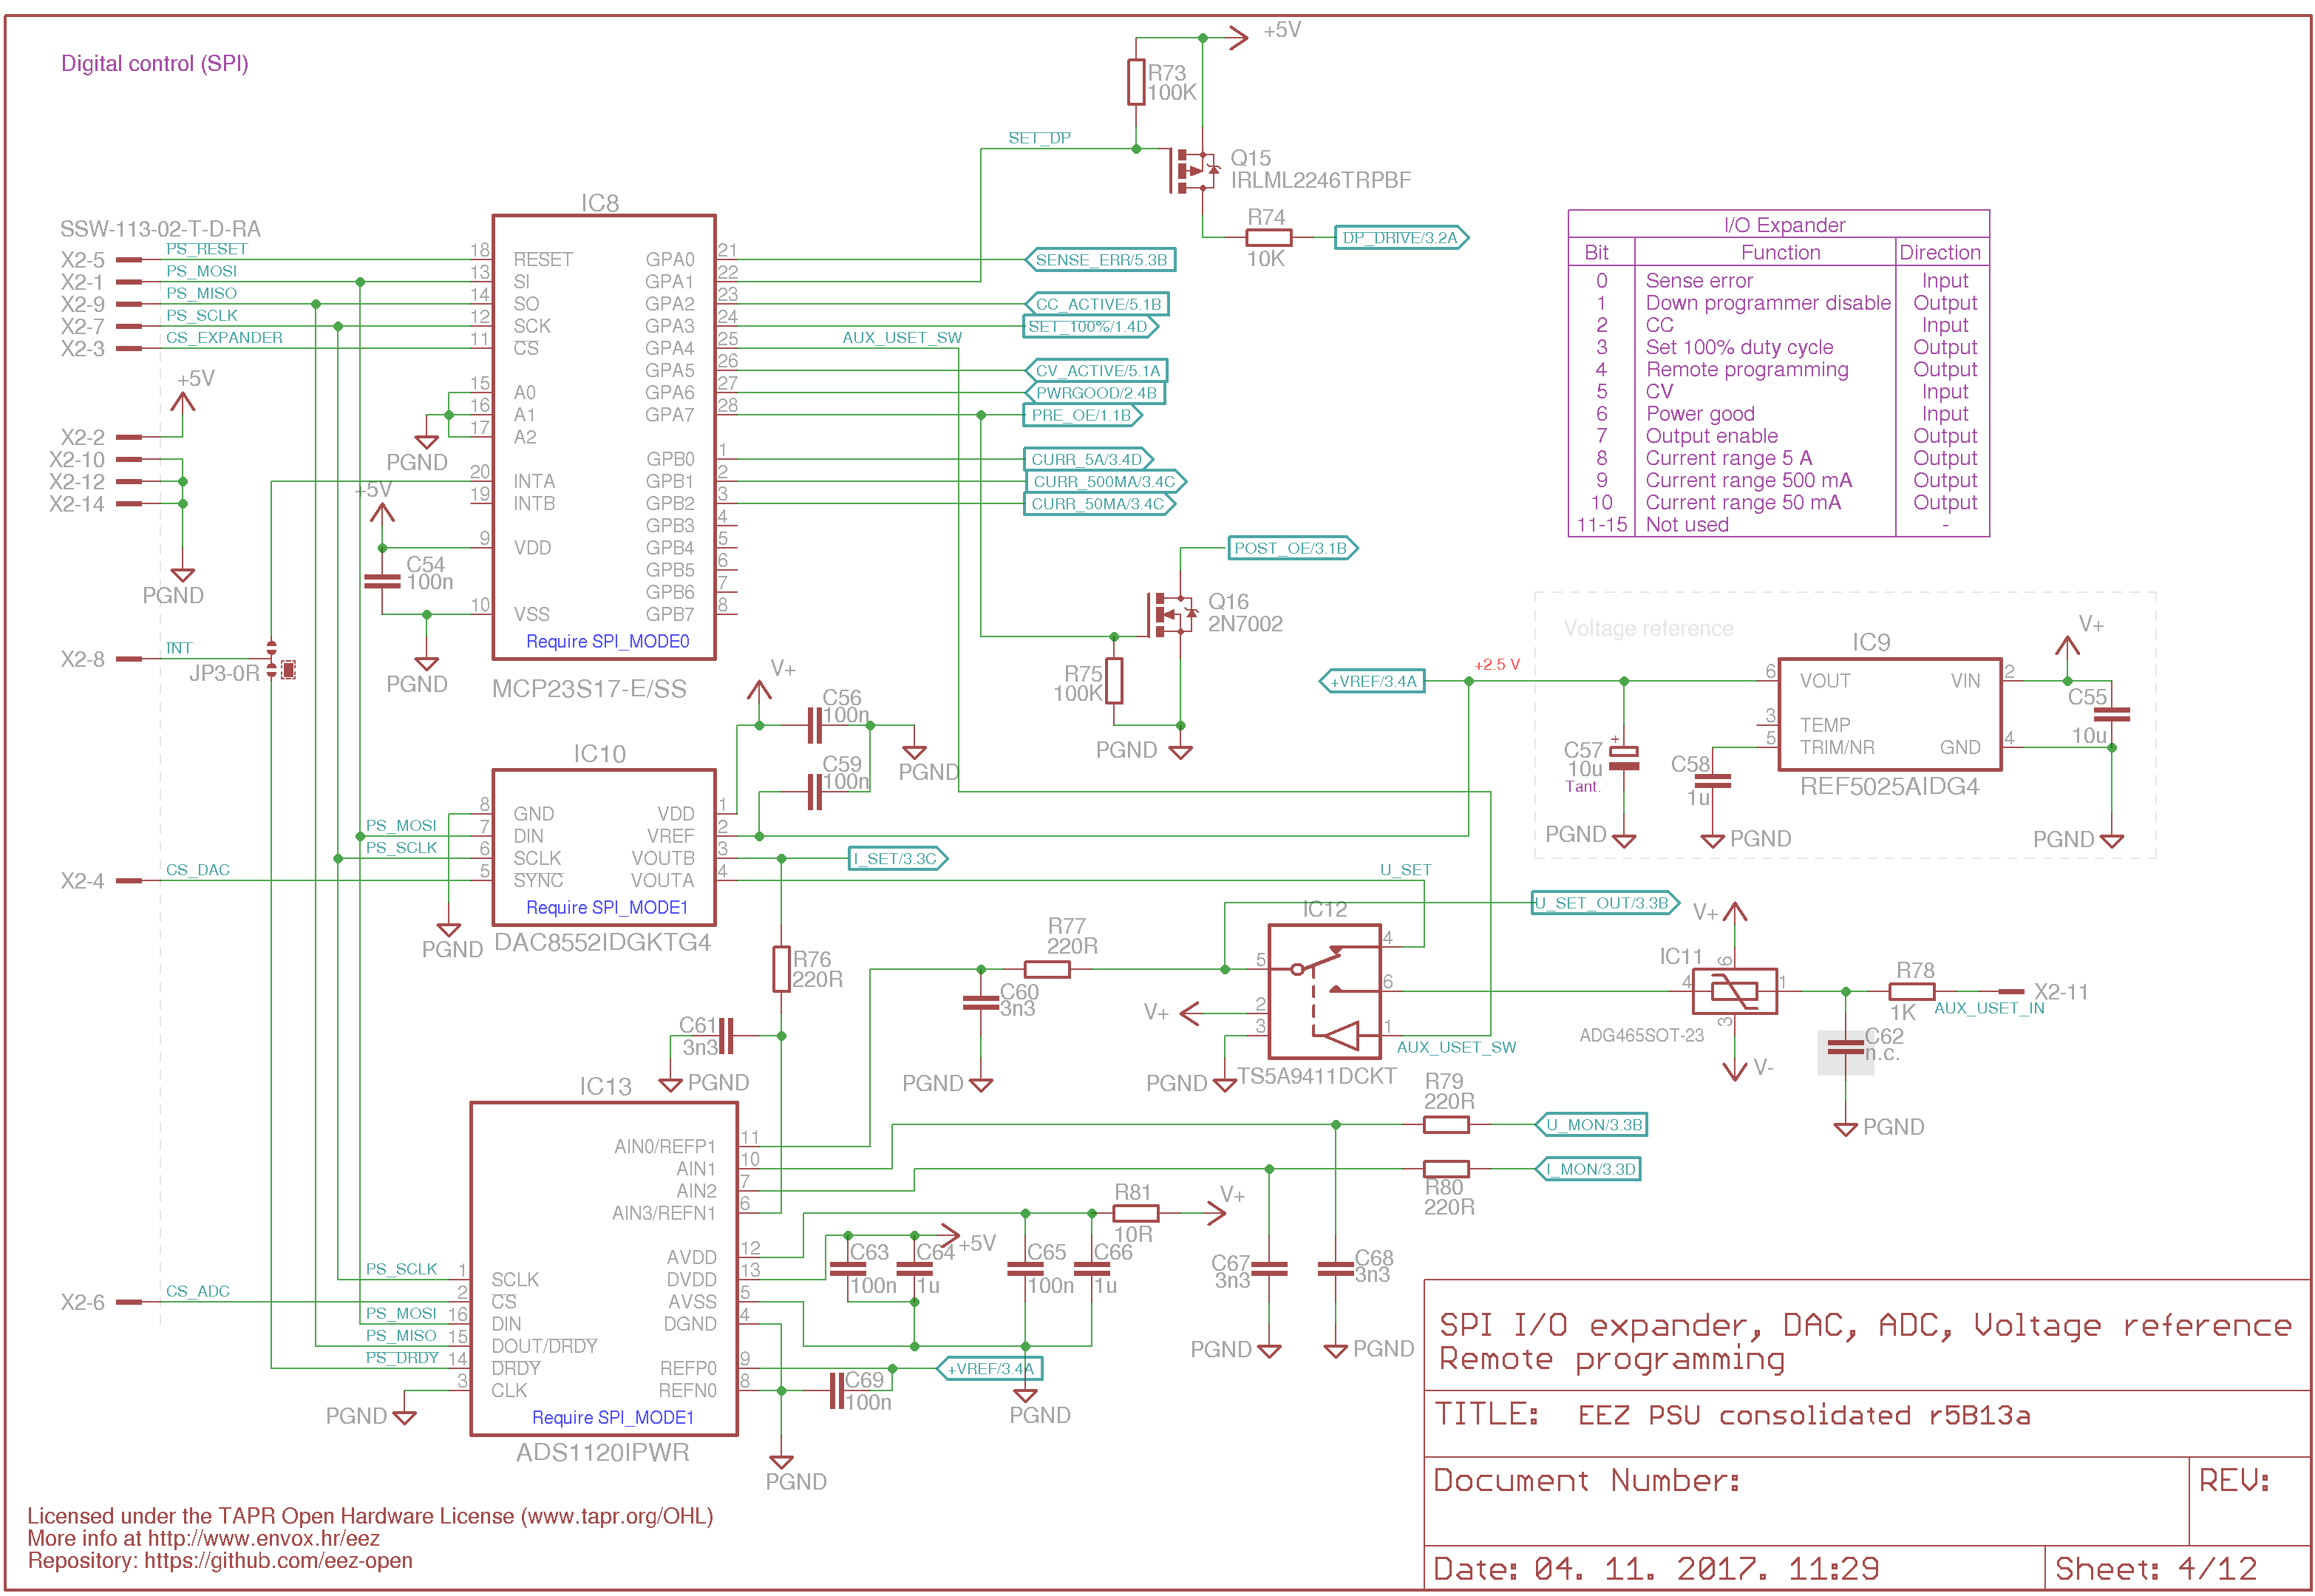 Digital control (SPI)
+5V
R73
100K
SET_DP
Q15
IRLML2246TRPBF
R74
10K
DP_DRIVE/3.2A
SSW-113-02-T-D-RA
X2-5 PS_RESET
X2-1 PS_MOSI
X2-9 PS_MISO
X2-7 PS_SCLK
X2-3 CS_EXPANDER
+5V
X2-2
X2-10
X2-12
X2-14
PGND
X2-8 INT
JP3-0R
IC8
18 RESET GPA0 21
13 SI GPA1 22
14 SO GPA2 23
12 SCK GPA3 24
11 CS GPA4 25
GPA5 26
15 A0 GPA6 27
16 A1 GPA7 28
17 A2
GPB0 1
20 INTA GPB1 2
19 INTB GPB2 3
GPB3 4
9 VDD GPB4 5
GPB5 6
GPB6 7
10 VSS GPB7 8
Require SPI_MODE0
MCP23S17-E/SS
PGND
+5V
C54
100n
PGND
SENSE_ERR/5.3B
CC_ACTIVE/5.1B
SET_100%/1.4D
AUX_USET_SW
CV_ACTIVE/5.1A
PWRGOOD/2.4B
PRE_OE/1.1B
CURR_5A/3.4D
CURR_500MA/3.4C
CURR_50MA/3.4C
POST_OE/3.1B
Q16
2N7002
R75
100K
PGND
I/O Expander
Bit Function Direction
0 Sense error Input
1 Down programmer disable Output
2 CC Input
3 Set 100% duty cycle Output
4 Remote programming Output
5 CV Input
6 Power good Input
7 Output enable Output
8 Current range 5 A Output
9 Current range 500 mA Output
10 Current range 50 mA Output
11-15 Not used -
Voltage reference
IC9
V+
+VREF/3.4A
+2.5 V
6 VOUT VIN 2
3 TEMP
5 TRIM/NR GND 4
REF5025AIDG4
C55
10u
C57
10u
Tant.
+
C58
1u
PGND
PGND
PGND
V+
C56
100n
C59
100n
PGND
IC10
8 GND VDD 1
7 DIN VREF 2
6 SCLK VOUTB 3
5 SYNC VOUTA 4
Require SPI_MODE1
DAC8552IDGKTG4
PS_MOSI
PS_SCLK
X2-4 CS_DAC
PGND
I_SET/3.3C
U_SET
U_SET_OUT/3.3B
R76
220R
C61
3n3
PGND
R77
220R
C60
3n3
PGND
IC12
5
4
6
2
3
1
V+
PGND
TS5A9411DCKT
AUX_USET_SW
V+
IC11
6
4
1
3
ADG465SOT-23
V-
R78
1K
X2-11
AUX_USET_IN
C62
n.c.
PGND
R79
220R
U_MON/3.3B
R80
220R
I_MON/3.3D
IC13
AIN0/REFP1 11
AIN1 10
AIN2 7
AIN3/REFN1 6
AVDD 12
1 SCLK DVDD 13
2 CS AVSS 5
16 DIN DGND 4
15 DOUT/DRDY
14 DRDY REFP0 9
3 CLK REFN0 8
Require SPI_MODE1
ADS1120IPWR
PS_SCLK
X2-6 CS_ADC
PS_MOSI
PS_MISO
PS_DRDY
PGND
R81
10R
V+
+5V
C63
100n
C64
1u
C65
100n
C66
1u
C67
3n3
C68
3n3
PGND
PGND
+VREF/3.4A
C69
100n
PGND
PGND
SPI I/O expander, DAC, ADC, Voltage reference
Remote programming
TITLE: EEZ PSU consolidated r5B13a
Document Number:
REV:
Date: 04. 11. 2017. 11:29
Sheet: 4/12
Licensed under the TAPR Open Hardware License (www.tapr.org/OHL)
More info at http://www.envox.hr/eez
Repository: https://github.com/eez-open